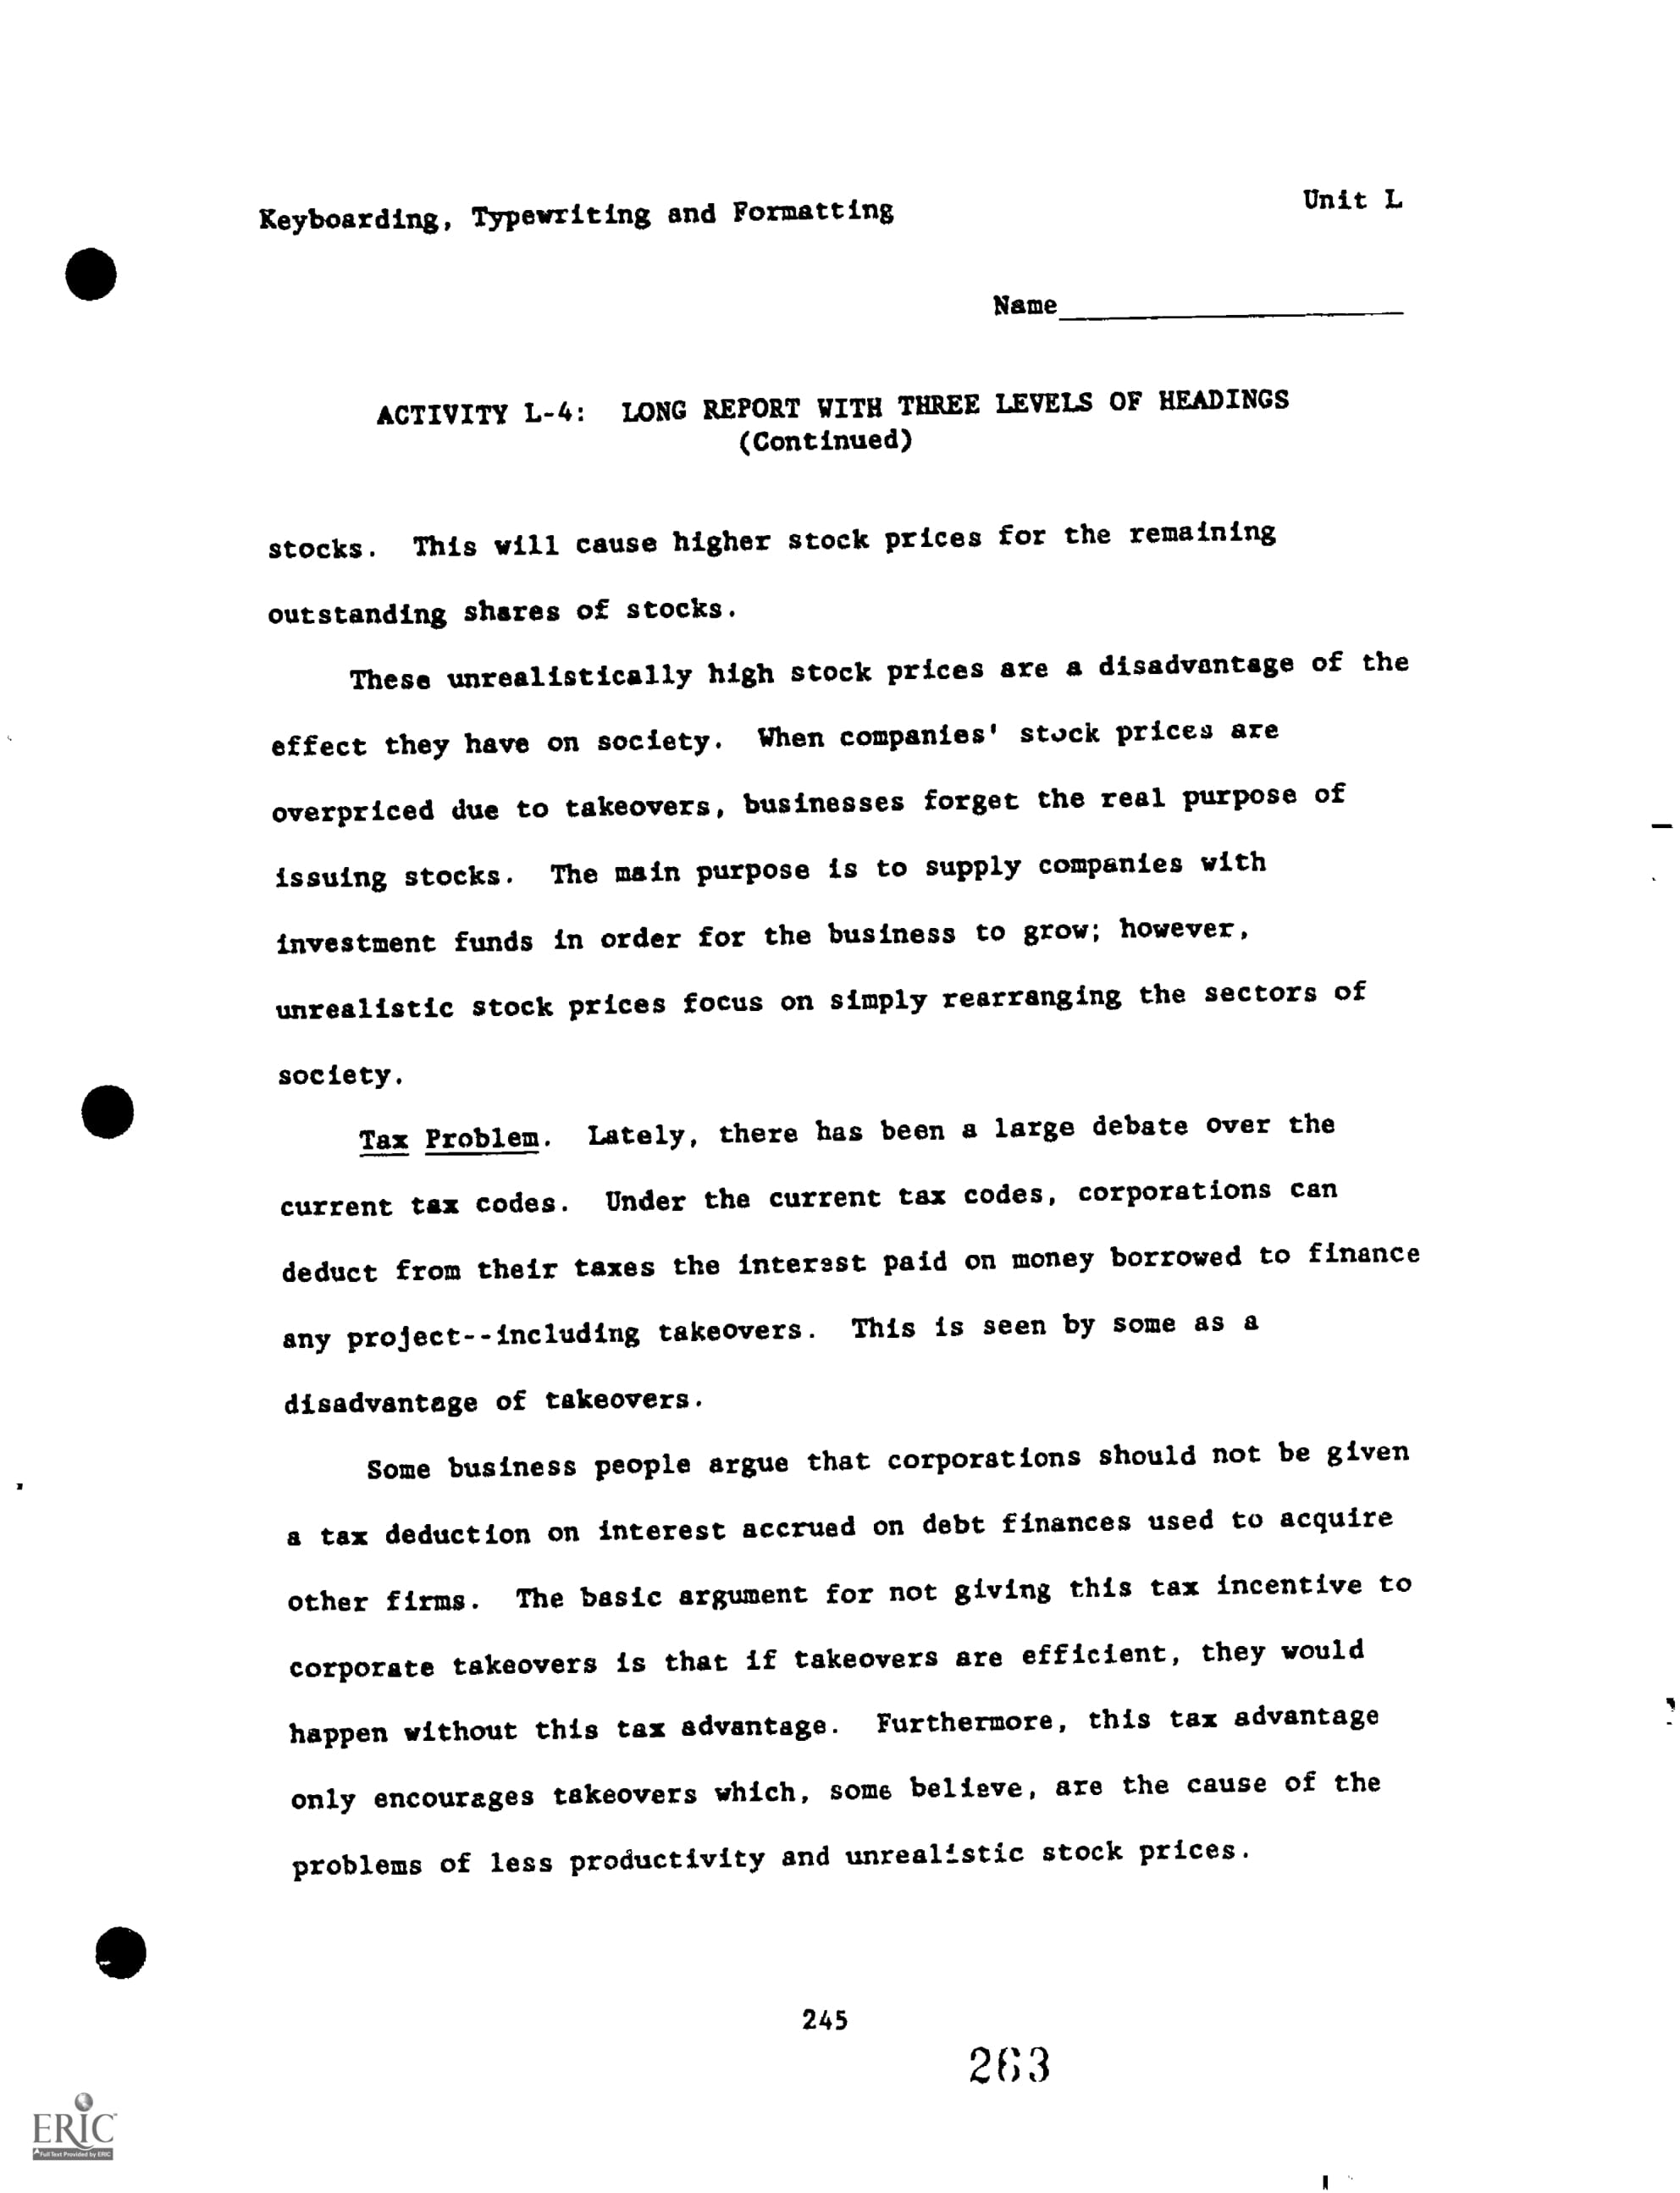 Keyboarding, Typewriting and Formatting Unit L
Name
ACTIVITY L-4: LONG REPORT WITH THREE LEVELS OF HEADINGS
(Continued)
stocks. This will cause higher stock prices for the remaining
outstanding shares of stocks.
These unrealistically high stock prices are a disadvantage of the
effect they have on society. When companies' stock prices are
overpriced due to takeovers, businesses forget the real purpose of
issuing stocks. The main purpose is to supply companies with
investment funds in order for the business to grow; however,
unrealistic stock prices focus on simply rearranging the sectors of
society.
Tax Problem. Lately, there has been a large debate over the
current tax codes. Under the current tax codes, corporations can
deduct from their taxes the interest paid on money borrowed to finance
any project--including takeovers. This is seen by some as a
disadvantage of takeovers.
Some business people argue that corporations should not be given
a tax deduction on interest accrued on debt finances used to acquire
other firms. The basic argument for not giving this tax incentive to
corporate takeovers is that if takeovers are efficient, they would
happen without this tax advantage. Furthermore, this tax advantage
only encourages takeovers which, some believe, are the cause of the
problems of less productivity and unrealistic stock prices.
245
263
ERIC
Full Text Provided by ERIC